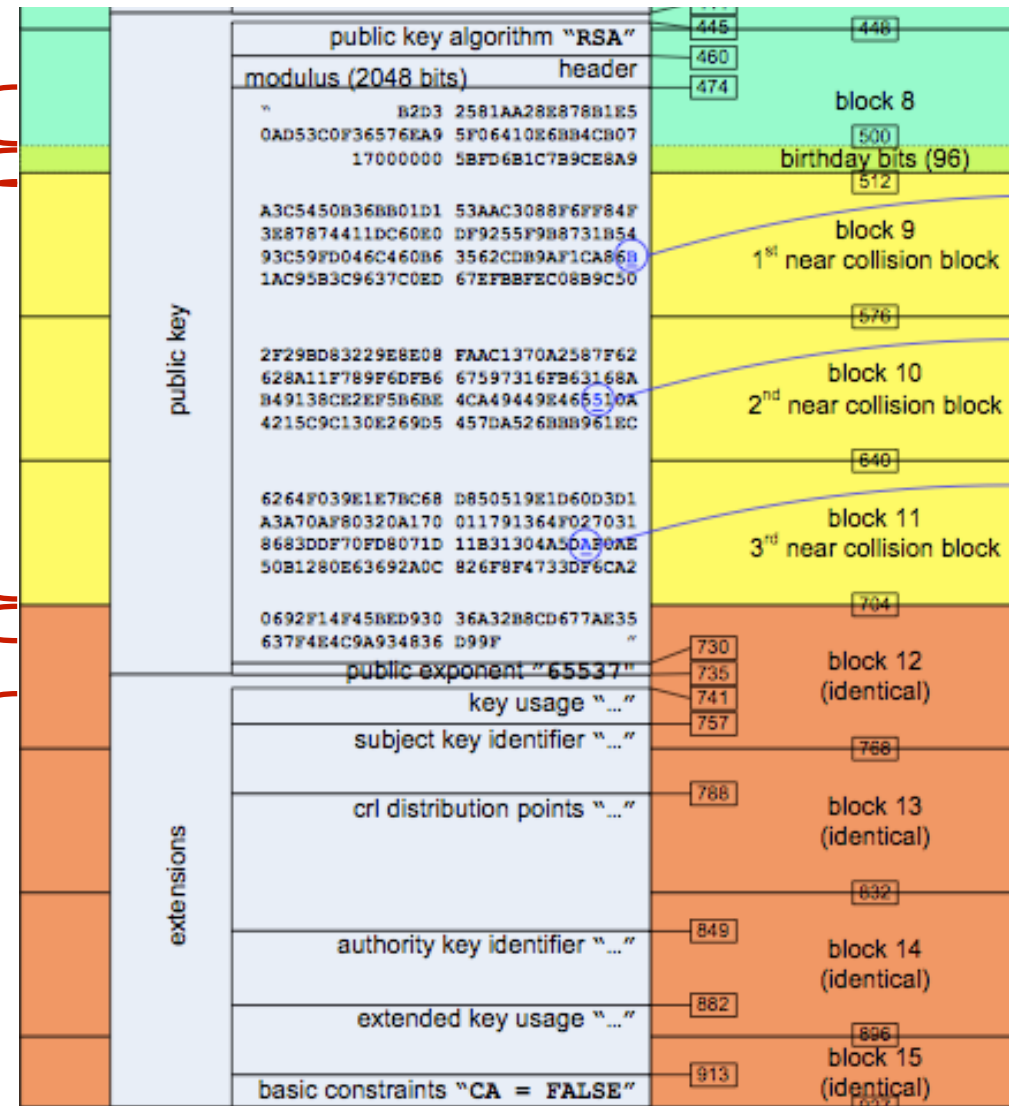 public key algorithm “RSA”
445
448
header
460
modulus (2048 bits)
474
block 8
“ B2D3 2581AA28E878B1E5
0AD53C0F36576EA9 5F06410E6BB4CB07
500
17000000 5BFD6B1C7B9CE8A9
birthday bits (96)
512
A3C5450B36BB01D1 53AAC3088F6FF84F
3E87874411DC60E0 DF9255F9B8731B54
93C59FD046C460B6 3562CDB9AF1CA86B
1AC95B3C9637C0ED 67EFBBFEC08B9C50
block 9
1st near collision block
576
public key
2F29BD83229E8E08 FAAC1370A2587F62
628A11F789F6DFB6 67597316FB63168A
B49138CE2EF5B6BE 4CA49449E465510A
4215C9C130E269D5 457DA526BBB961EC
block 10
2nd near collision block
640
6264F039E1E7BC68 D850519E1D60D3D1
A3A70AF80320A170 011791364F027031
8683DDF70FD8071D 11B31304A5DAF0AE
50B1280E63692A0C 826F8F4733DF6CA2
block 11
3rd near collision block
704
0692F14F45BED930 36A32B8CD677AE35
637F4E4C9A934836 D99F ”
730
public exponent “65537”
735
block 12
(identical)
key usage “…”
741
757
subject key identifier “…”
768
crl distribution points “…”
788
block 13
(identical)
extensions
832
authority key identifier “…”
849
block 14
(identical)
extended key usage “…”
882
896
basic constraints “CA = FALSE”
913
block 15
(identical)